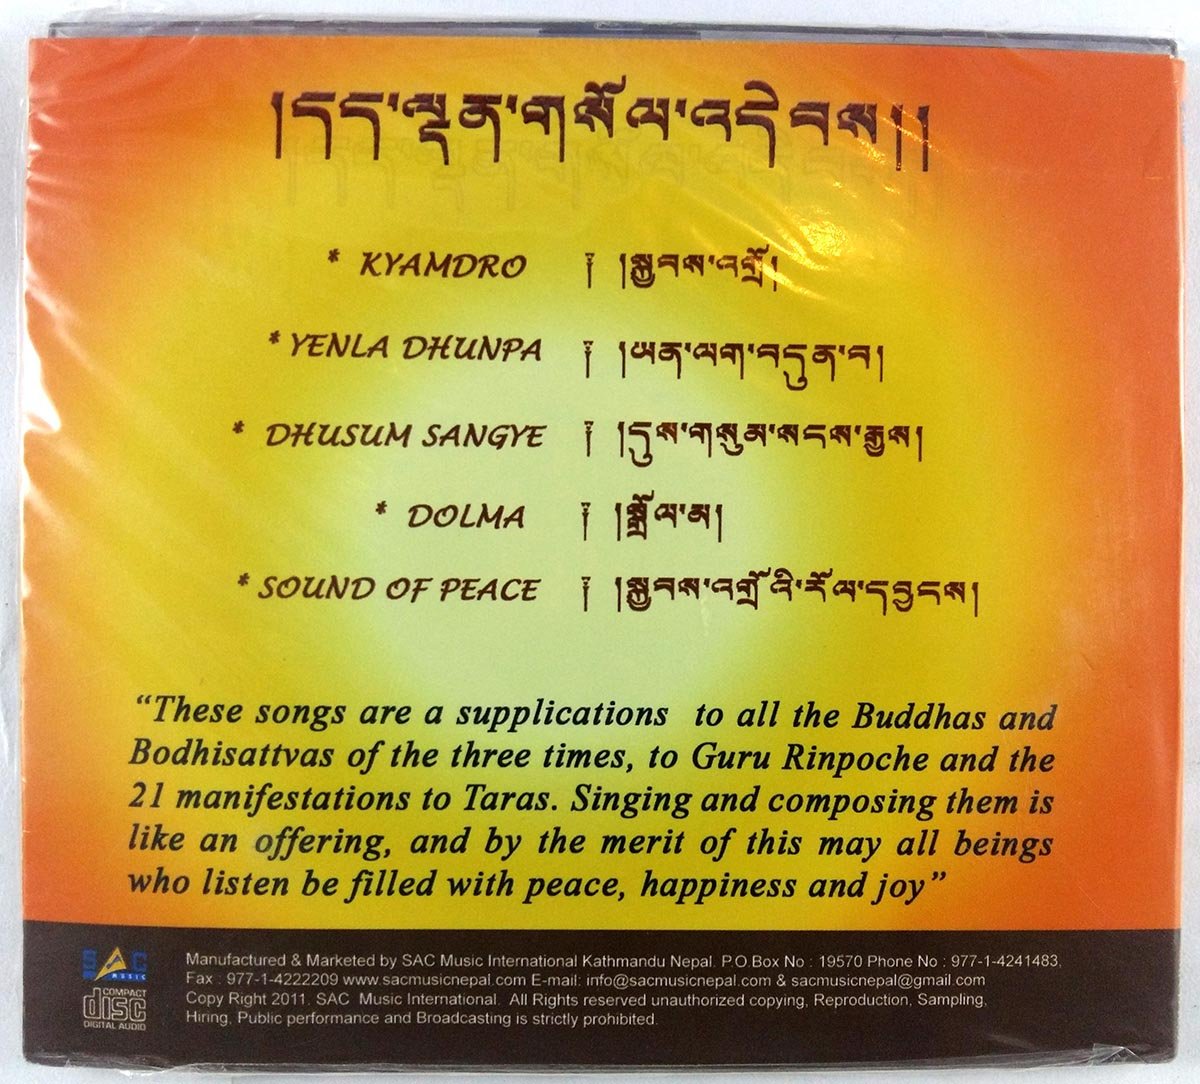 །དད་ལྡན་གསོལ་འདེབས།།
* KYAMDRO ༑ །སྐྱབས་འགྲོ།
* YENLA DHUNPA ༑ །ཡན་ལག་བདུན་བ།
* DHUSUM SANGYE ༑ །དུས་གསུམ་སངས་རྒྱས།
* DOLMA ༑ །སྒྲོལ་མ།
* SOUND OF PEACE ༑ །སྐྱབས་འགྲོ་འི་རོལ་དབྱངས།
“These songs are a supplications to all the Buddhas and
Bodhisattvas of the three times, to Guru Rinpoche and the
21 manifestations to Taras. Singing and composing them is
like an offering, and by the merit of this may all beings
who listen be filled with peace, happiness and joy”
SAC
MUSIC
Manufactured & Marketed by SAC Music International Kathmandu Nepal. P.O.Box No : 19570 Phone No : 977-1-4241483,
Fax : 977-1-4222209 www.sacmusicnepal.com E-mail: info@sacmusicnepal.com & sacmusicnepal@gmail.com
Copy Right 2011. SAC Music International. All Rights reserved unauthorized copying, Reproduction, Sampling,
Hiring, Public performance and Broadcasting is strictly prohibited.
COMPACT
disc
DIGITAL AUDIO